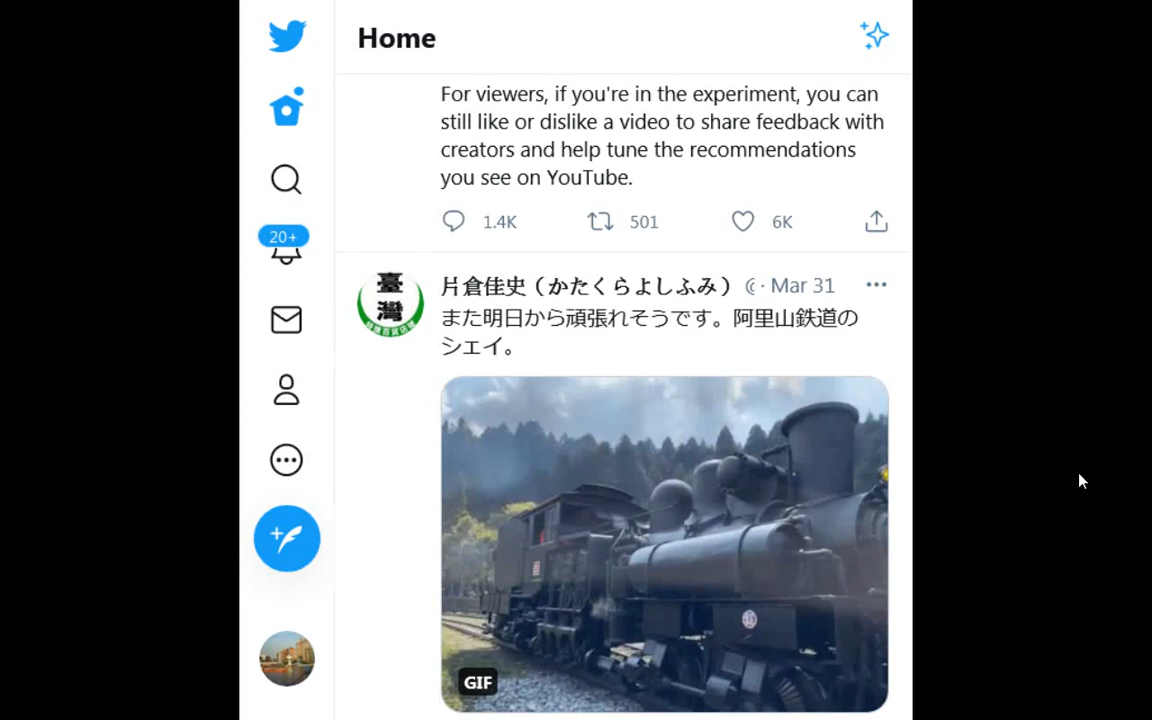 Home
For viewers, if you're in the experiment, you can
still like or dislike a video to share feedback with
creators and help tune the recommendations
you see on YouTube.
1.4K 501 6K
20+
片倉佳史（かたくらよしふみ）☾ · Mar 31
また明日から頑張れそうです。阿里山鉄道の
シェイ。
臺
灣
GIF